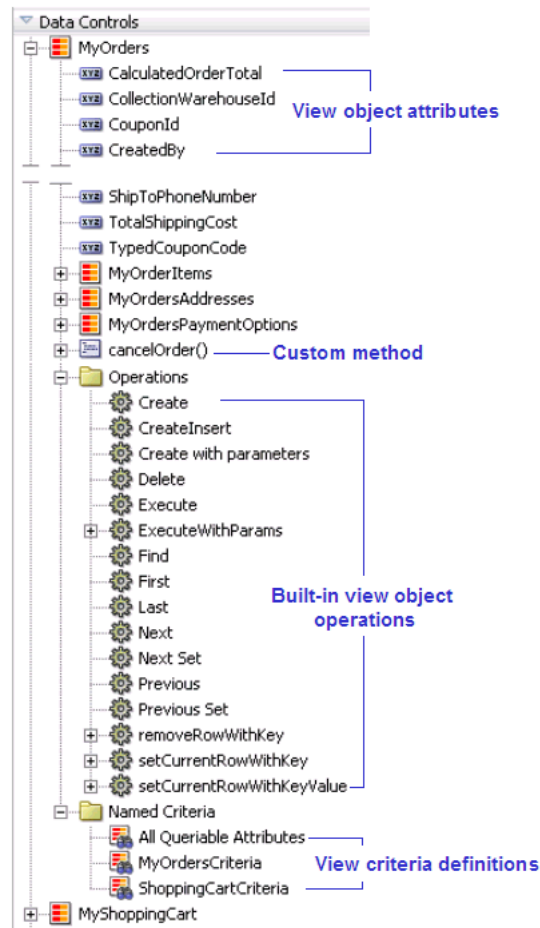 Data Controls
MyOrders
CalculatedOrderTotal
CollectionWarehouseId
View object attributes
CouponId
CreatedBy
ShipToPhoneNumber
TotalShippingCost
TypedCouponCode
MyOrderItems
MyOrdersAddresses
MyOrdersPaymentOptions
cancelOrder()
Custom method
Operations
Create
CreateInsert
Create with parameters
Delete
Execute
ExecuteWithParams
Find
First
Last
Built-in view object
operations
Next
Next Set
Previous
Previous Set
removeRowWithKey
setCurrentRowWithKey
setCurrentRowWithKeyValue
Named Criteria
All Queriable Attributes
MyOrdersCriteria
View criteria definitions
ShoppingCartCriteria
MyShoppingCart